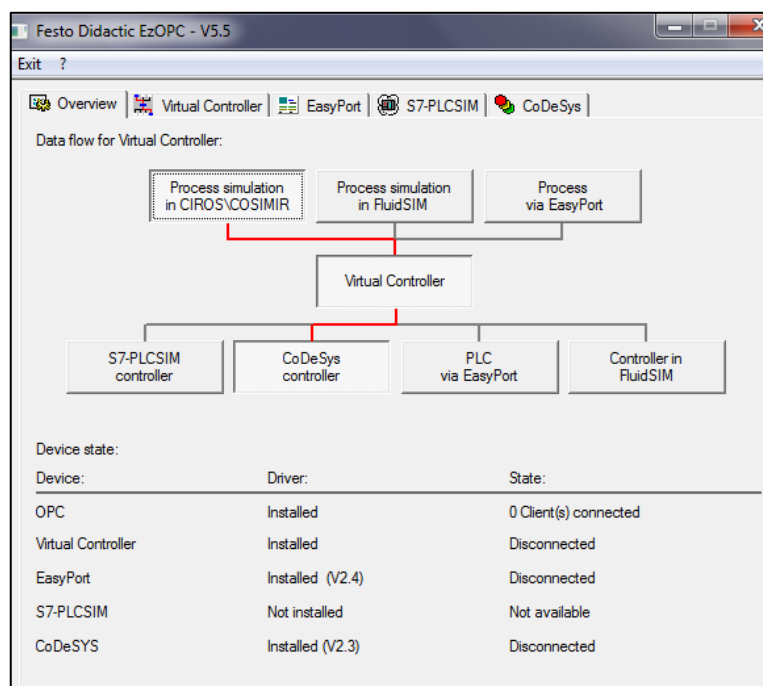 Festo Didactic EzOPC - V5.5
Exit ?
Overview Virtual Controller EasyPort S7-PLCSIM CoDeSys
Data flow for Virtual Controller:
Process simulation
in CIROS\COSIMIR
Process simulation
in FluidSIM
Process
via EasyPort
Virtual Controller
S7-PLCSIM
controller
CoDeSys
controller
PLC
via EasyPort
Controller in
FluidSIM
Device state:
Device: Driver: State:
OPC Installed 0 Client(s) connected
Virtual Controller Installed Disconnected
EasyPort Installed (V2.4) Disconnected
S7-PLCSIM Not installed Not available
CoDeSYS Installed (V2.3) Disconnected